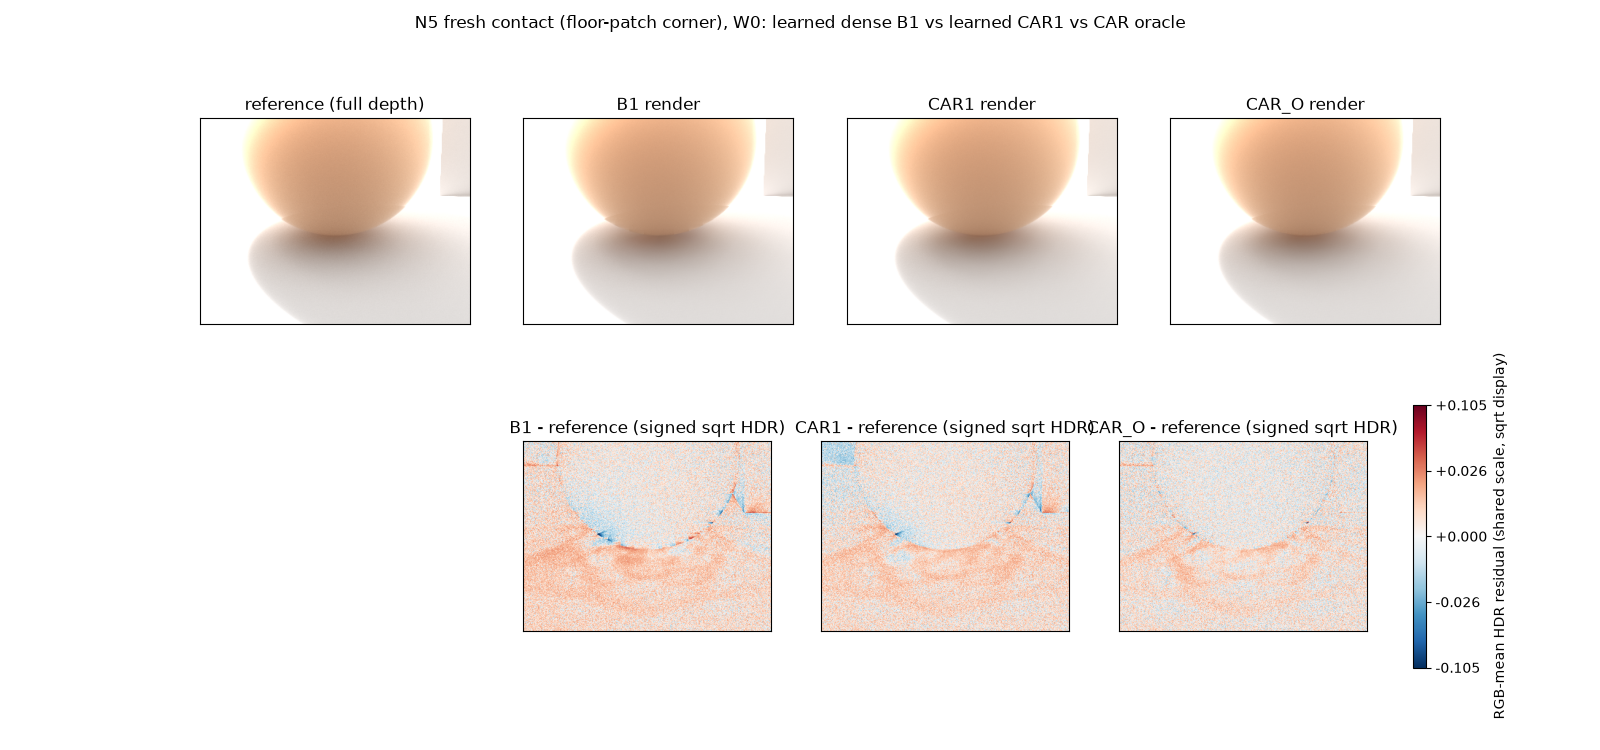 N5 fresh contact (floor-patch corner), W0: learned dense B1 vs learned CAR1 vs CAR oracle
reference (full depth)
B1 render
CAR1 render
CAR_O render
B1 - reference (signed sqrt HDR)
CAR1 - reference (signed sqrt HDR)
CAR_O - reference (signed sqrt HDR)
+0.105
+0.026
+0.000
-0.026
-0.105
RGB-mean HDR residual (shared scale, sqrt display)